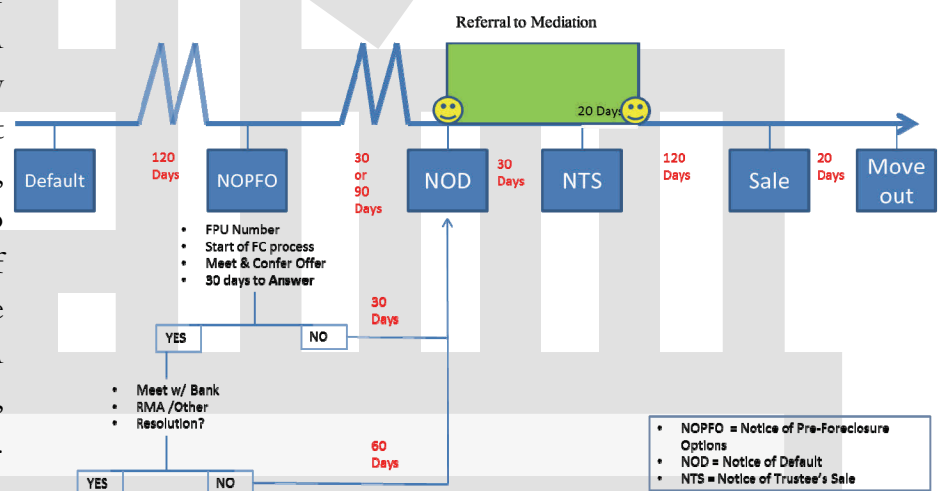 Referral to Mediation
20 Days
Default
120
Days
NOPFO
30
or
90
Days
NOD
30
Days
NTS
120
Days
Sale
20
Days
Move
out
• FPU Number
• Start of FC process
• Meet & Confer Offer
• 30 days to Answer
30
Days
YES
NO
• Meet w/ Bank
• RMA /Other
• Resolution?
60
Days
YES
NO
• NOPFO = Notice of Pre-Foreclosure
Options
• NOD = Notice of Default
• NTS = Notice of Trustee's Sale